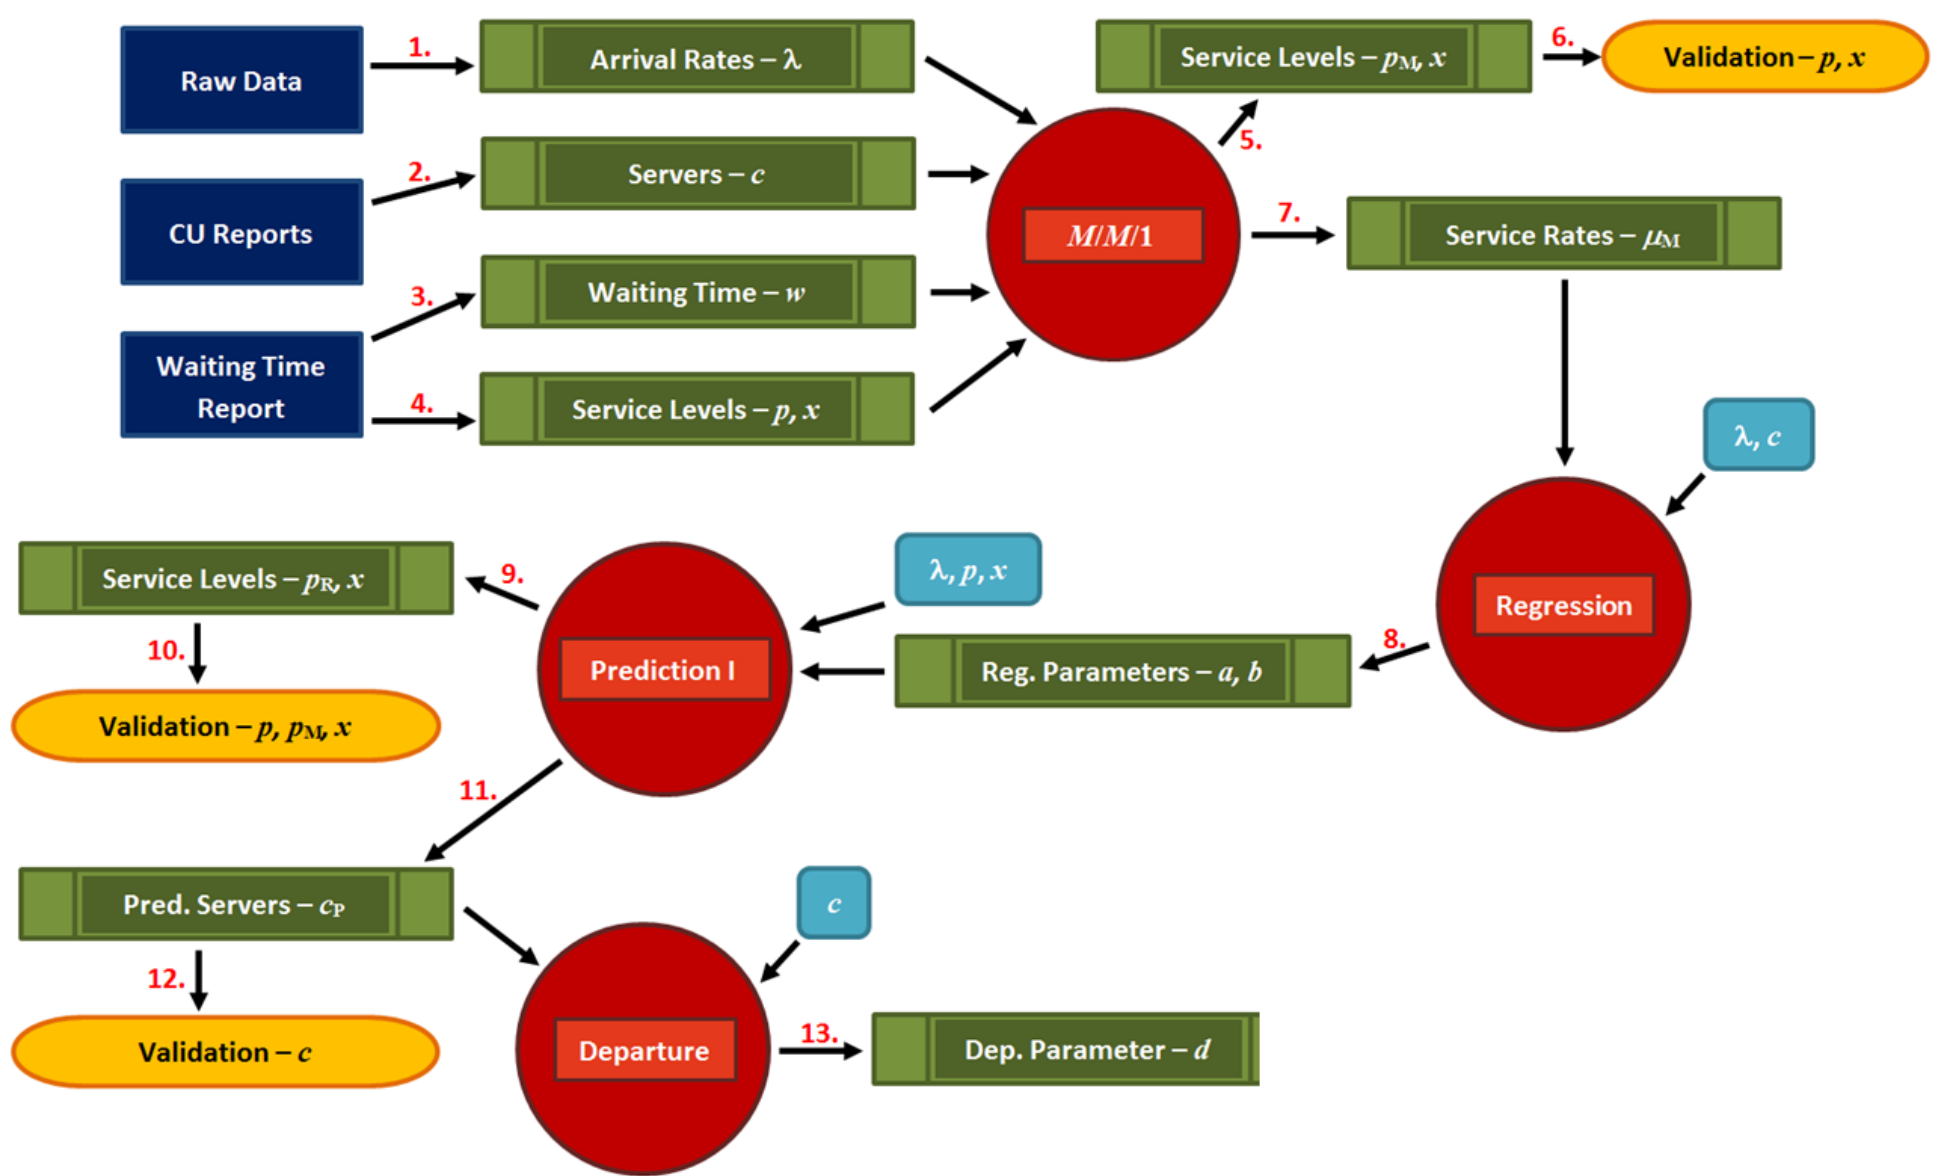 Raw Data
1.
Arrival Rates – λ
Service Levels – pM, x
6.
Validation – p, x
CU Reports
2.
Servers – c
5.
M/M/1
7.
Service Rates – μM
Waiting Time
Report
3.
Waiting Time – w
4.
Service Levels – p, x
λ, c
Regression
8.
Reg. Parameters – a, b
λ, p, x
Prediction I
9.
Service Levels – pR, x
10.
Validation – p, pM, x
11.
Pred. Servers – cP
12.
Validation – c
c
Departure
13.
Dep. Parameter – d